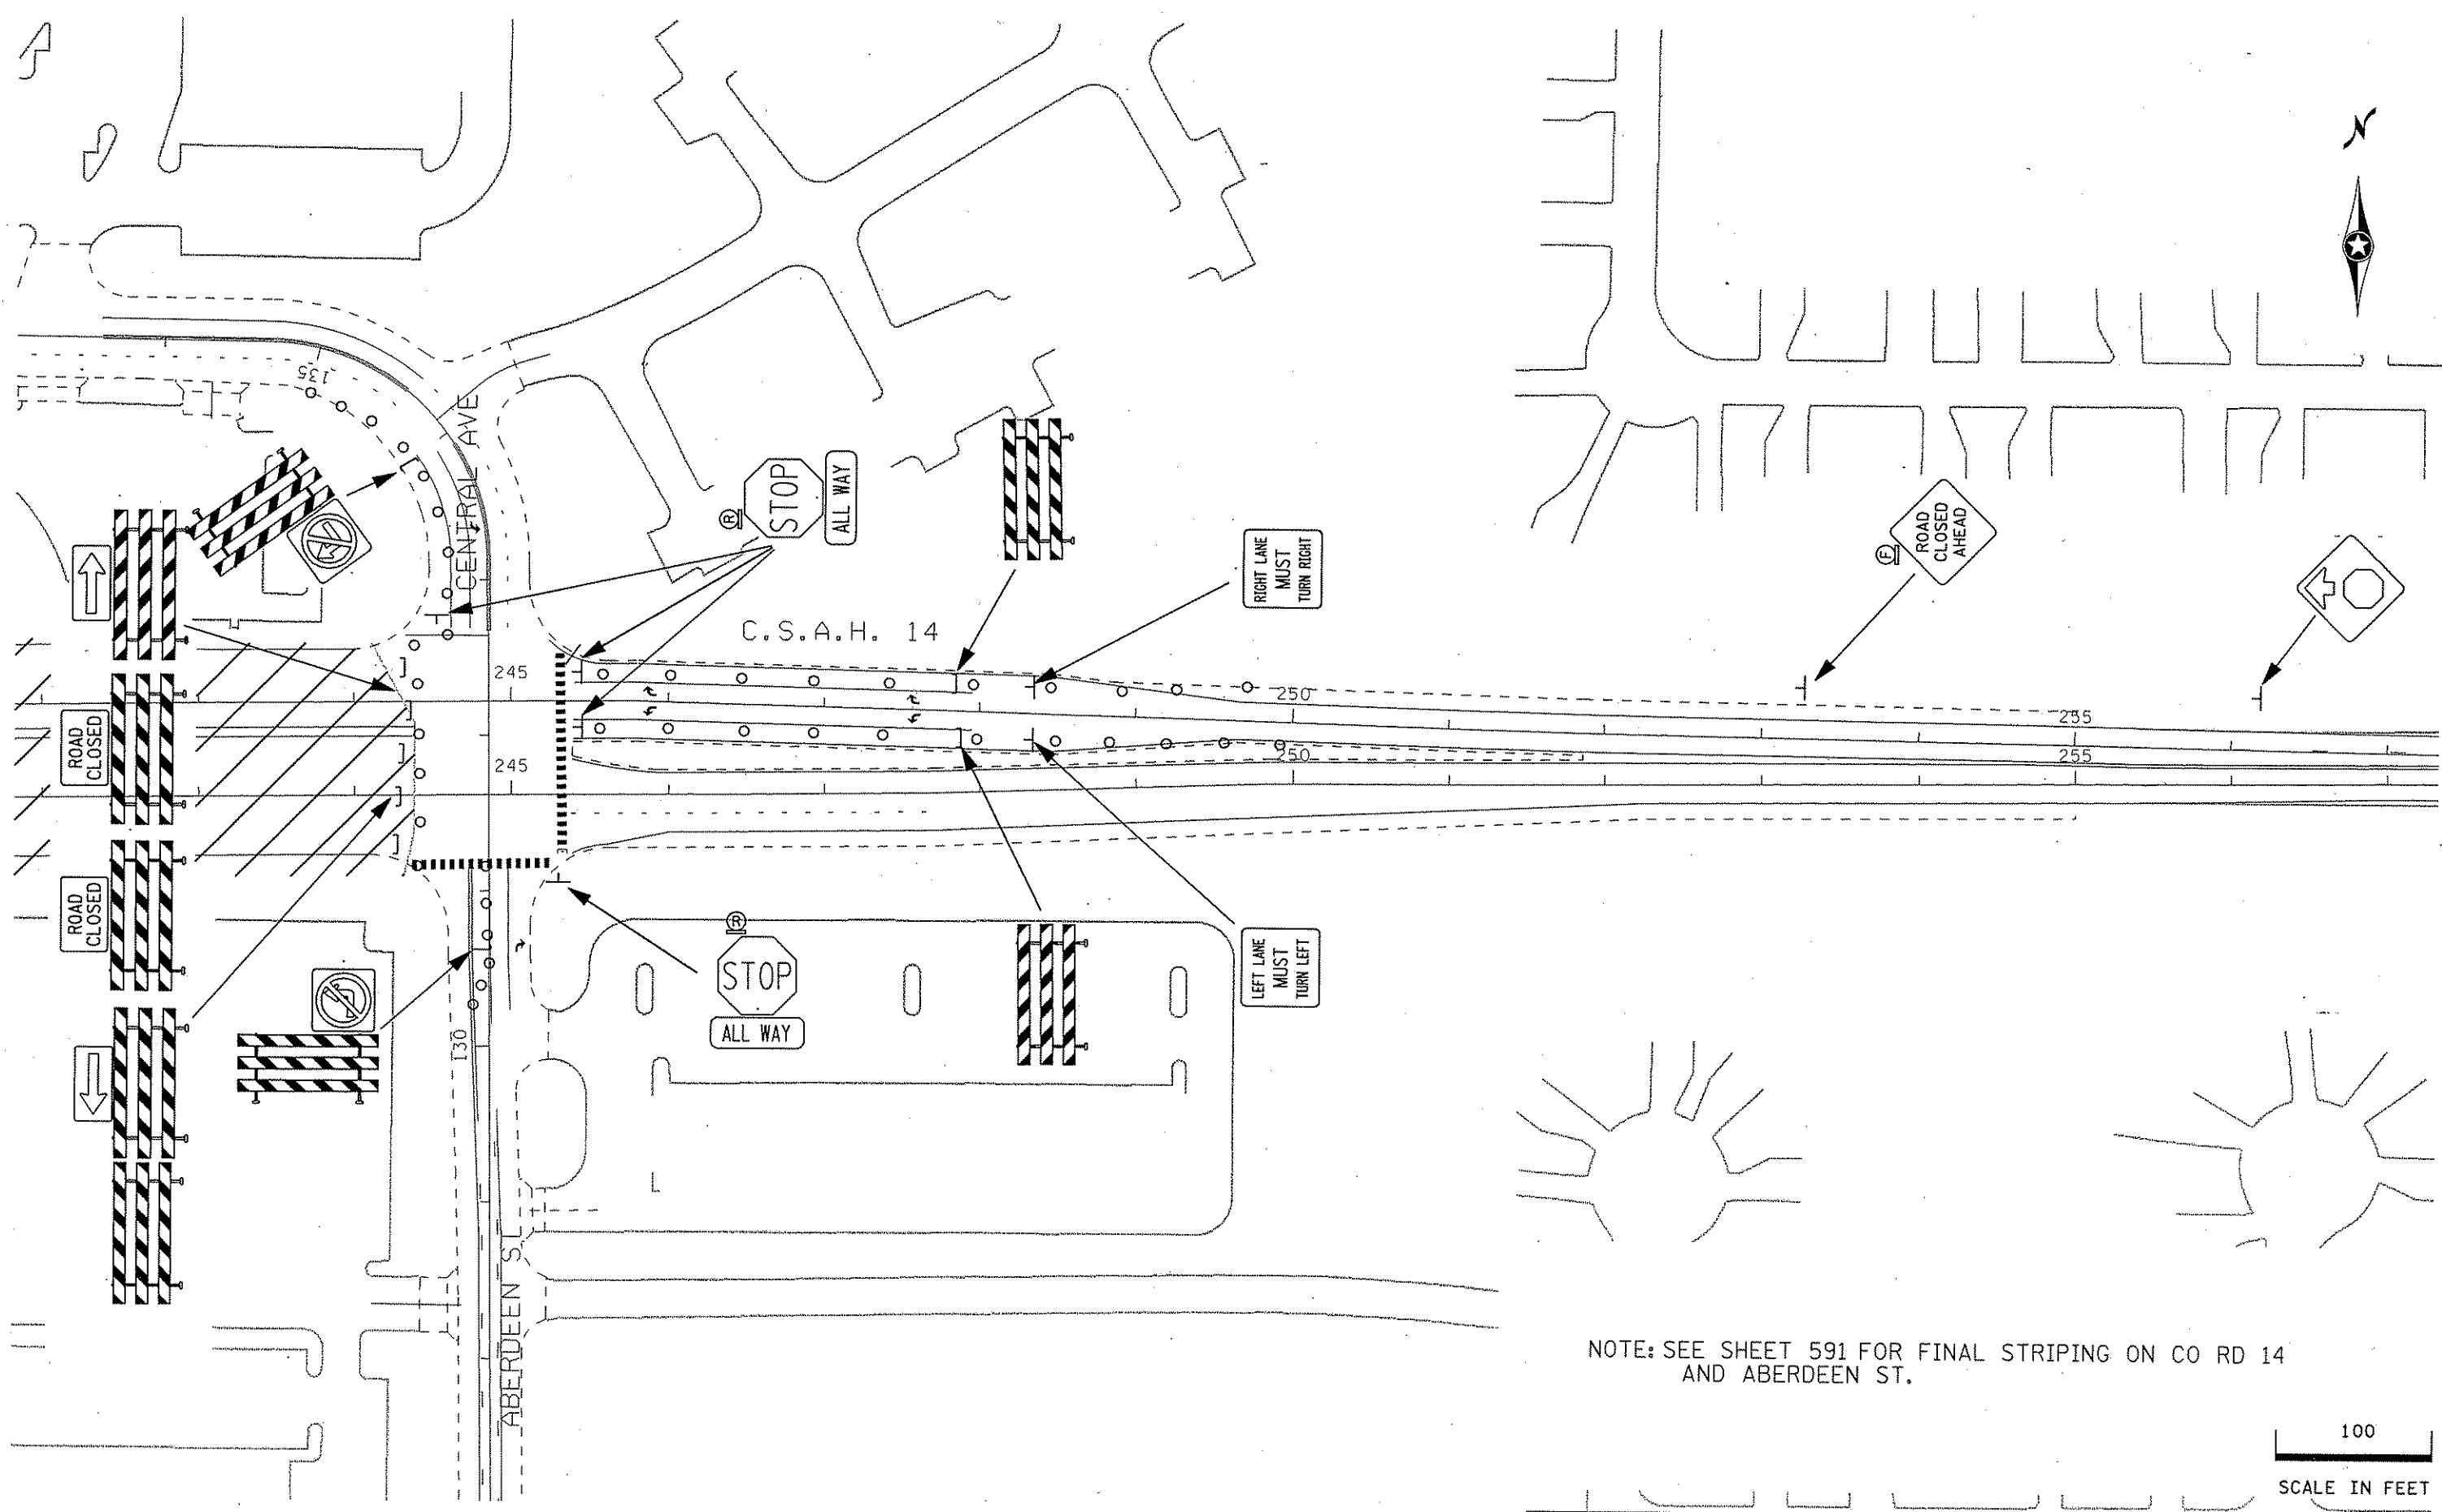 N
135
CENTRAL AVE
STOP
ALL WAY
R
RIGHT LANE
MUST
TURN RIGHT
F
ROAD
CLOSED
AHEAD
C.S.A.H. 14
245
250
255
245
250
255
ROAD
CLOSED
ROAD
CLOSED
R
STOP
ALL WAY
LEFT LANE
MUST
TURN LEFT
130
ABERDEEN ST
NOTE: SEE SHEET 591 FOR FINAL STRIPING ON CO RD 14
AND ABERDEEN ST.
100
SCALE IN FEET